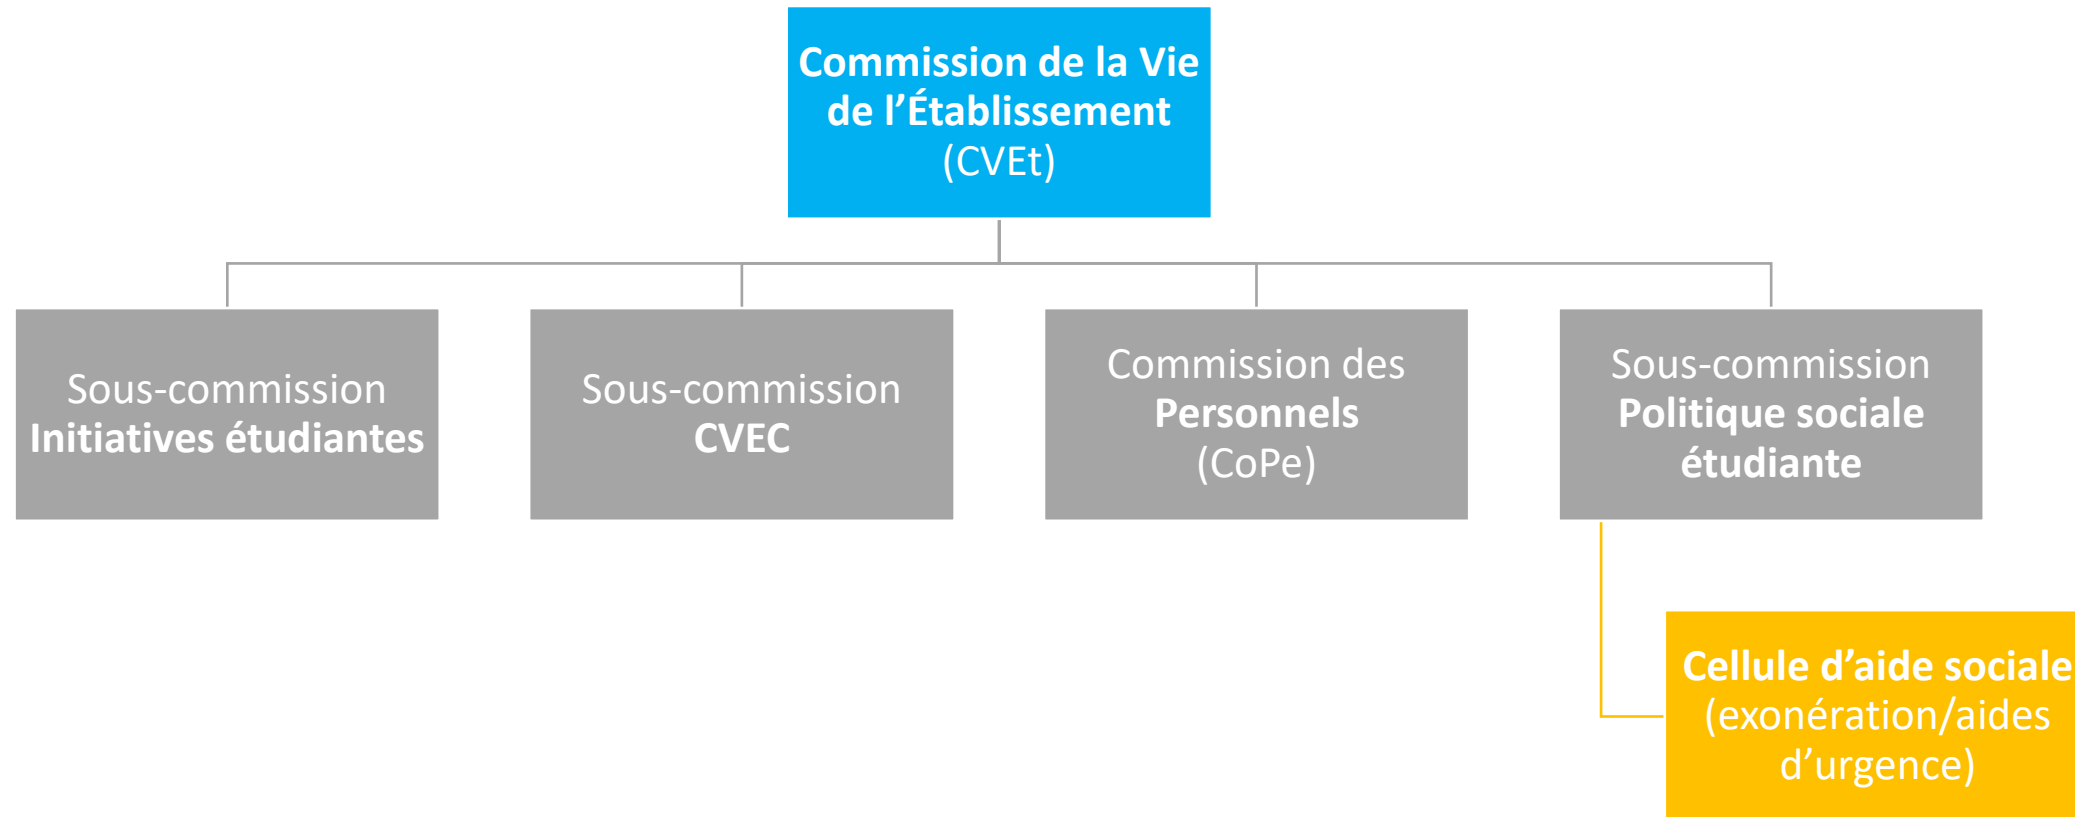 Commission de la Vie
de l’Établissement
(CVEt)
Sous-commission
Initiatives étudiantes
Sous-commission
CVEC
Commission des
Personnels
(CoPe)
Sous-commission
Politique sociale
étudiante
Cellule d’aide sociale
(exonération/aides
d’urgence)